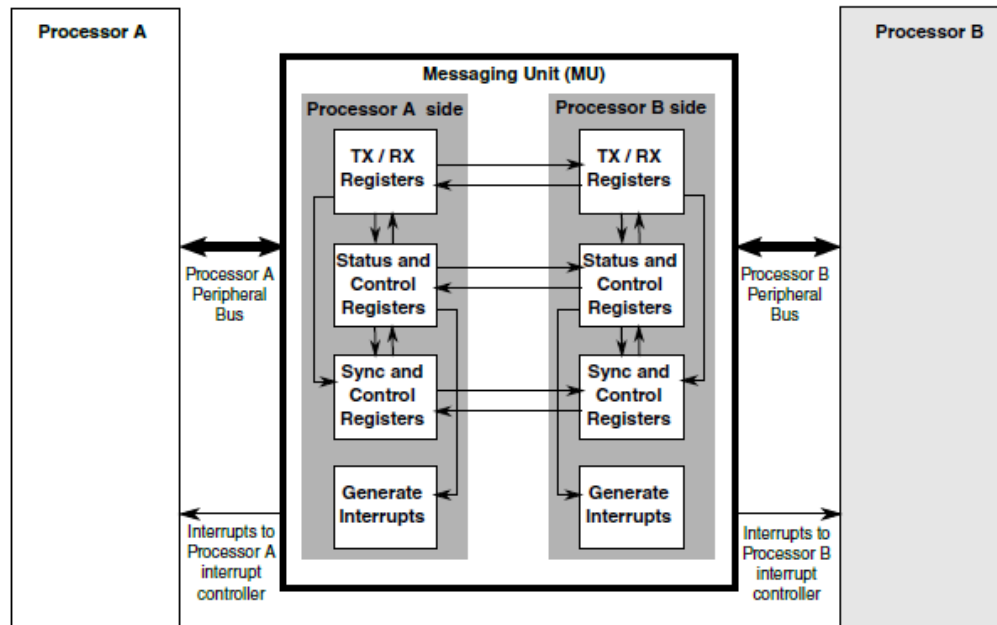 Processor A
Processor B
Messaging Unit (MU)
Processor A side
Processor B side
TX / RX
Registers
TX / RX
Registers
Status and
Control
Registers
Status and
Control
Registers
Processor A
Peripheral
Bus
Processor B
Peripheral
Bus
Sync and
Control
Registers
Sync and
Control
Registers
Generate
Interrupts
Generate
Interrupts
Interrupts to
Processor A
interrupt
controller
Interrupts to
Processor B
interrupt
controller